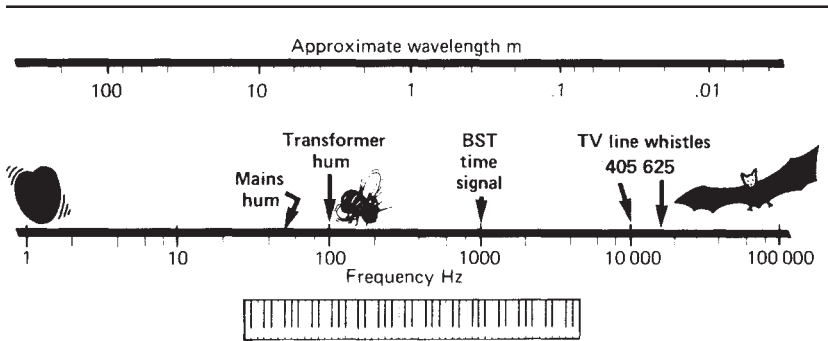 Approximate wavelength m
100 10 1 .1 .01
Transformer
hum
Mains
hum
BST
time
signal
TV line whistles
405 625
1 10 100 1000 10 000 100 000
Frequency Hz